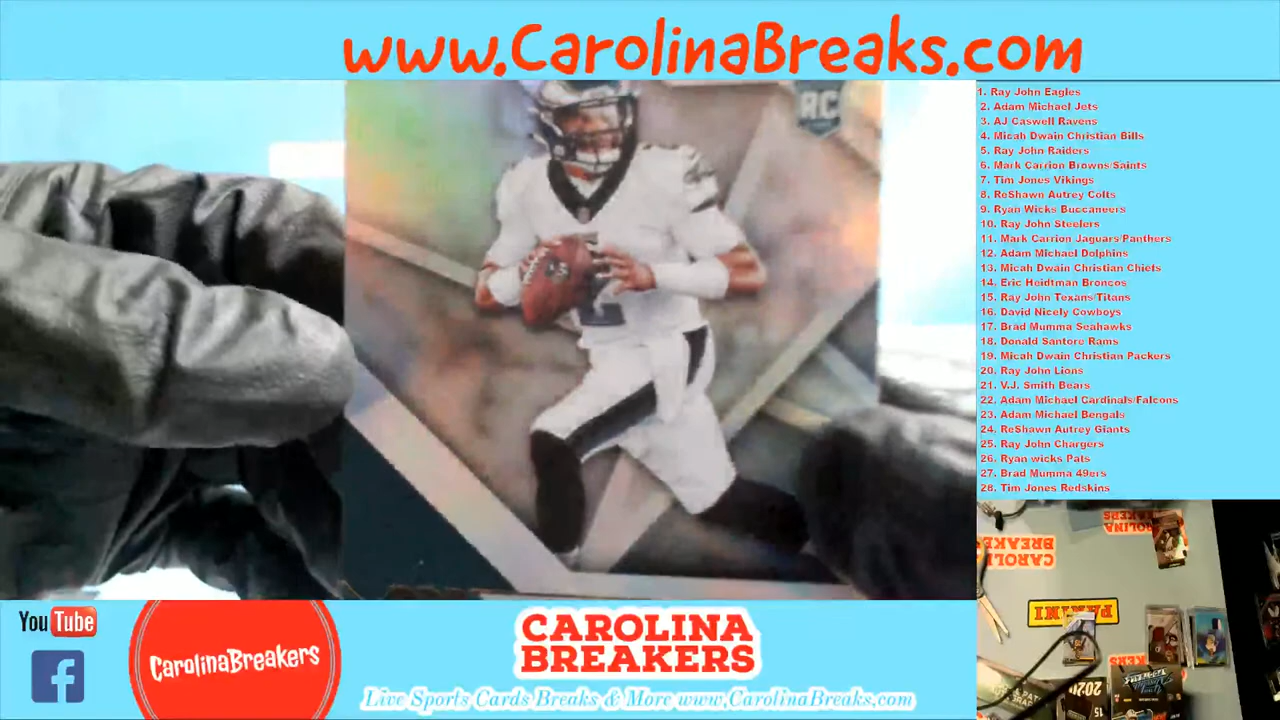 www.CarolinaBreaks.com
RC
1. Ray John Eagles
2. Adam Michael Jets
3. AJ Caswell Ravens
4. Micah Dwain Christian Bills
5. Ray John Raiders
6. Mark Carrion Browns/Saints
7. Tim Jones Vikings
8. ReShawn Autrey Colts
9. Ryan Wicks Buccaneers
10. Ray John Steelers
11. Mark Carrion Jaguars/Panthers
12. Adam Michael Dolphins
13. Micah Dwain Christian Chiefs
14. Eric Heidtman Broncos
15. Ray John Texans/Titans
16. David Nicely Cowboys
17. Brad Mumma Seahawks
18. Donald Santore Rams
19. Micah Dwain Christian Packers
20. Ray John Lions
21. V.J. Smith Bears
22. Adam Michael Cardinals/Falcons
23. Adam Michael Bengals
24. ReShawn Autrey Giants
25. Ray John Chargers
26. Ryan wicks Pats
27. Brad Mumma 49ers
28. Tim Jones Redskins
CAROLINA
BREAKERS
PANINI
2020
15
YouTube
CarolinaBreakers
CAROLINA
BREAKERS
Live Sports Cards Breaks & More www.CarolinaBreaks.com